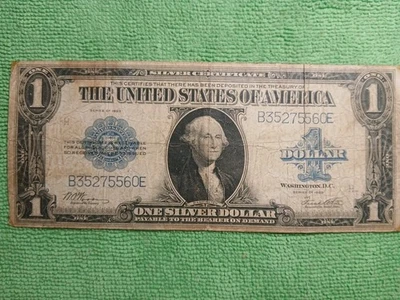 SILVER CERTIFICATE
THIS CERTIFIES THAT THERE HAS BEEN DEPOSITED IN THE TREASURY OF
1 THE UNITED STATES OF AMERICA 1
B35275560E
1
DOLLAR
B35275560E
WASHINGTON, D.C.
1 ONE SILVER DOLLAR 1
PAYABLE TO THE BEARER ON DEMAND